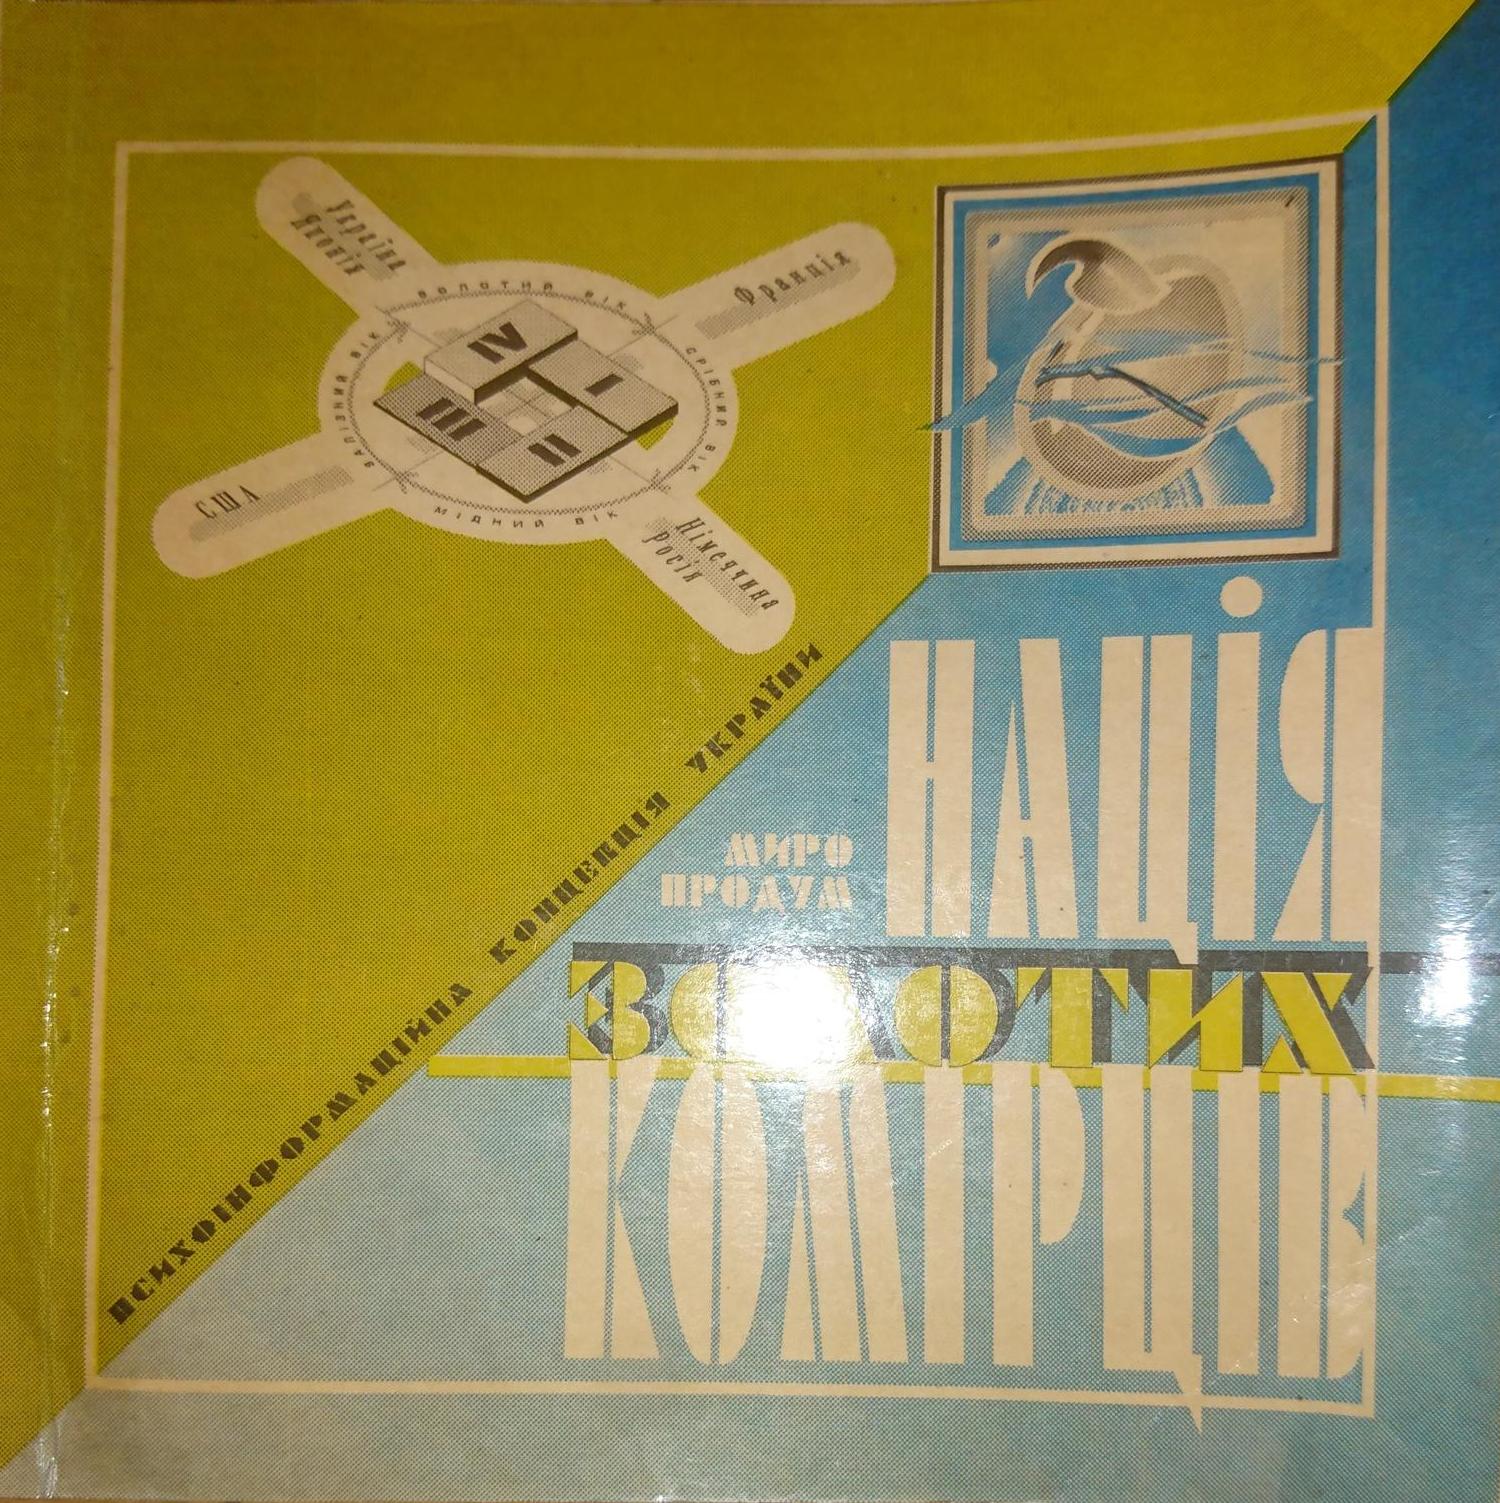 Україна
Японія
Франція
ЗОЛОТИЙ ВІК
СРІБНИЙ ВІК
МІДНИЙ ВІК
ЗАЛІЗНИЙ ВІК
IV
I
III
II
США
Німеччина
Росія
ПСИХОІНФОРМАЦІЙНА КОНЦЕПЦІЯ УКРАЇНИ
МИРО
ПРОДУМ
НАЦІЯ
ЗОЛОТИХ
КОМІРЦІВ